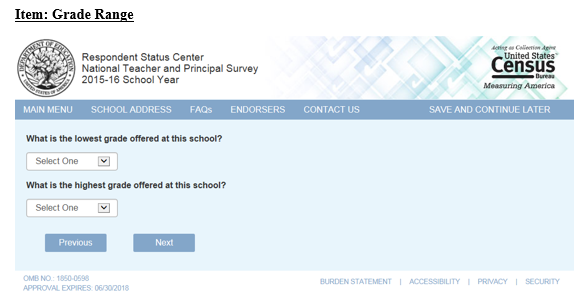 Item: Grade Range
DEPARTMENT OF EDUCATION
UNITED STATES OF AMERICA
Respondent Status Center
National Teacher and Principal Survey
2015-16 School Year
Acting as Collection Agent
United States™
Census
Bureau
Measuring America
MAIN MENU SCHOOL ADDRESS FAQs ENDORSERS CONTACT US SAVE AND CONTINUE LATER
What is the lowest grade offered at this school?
Select One
What is the highest grade offered at this school?
Select One
Previous Next
OMB NO.: 1850-0598
APPROVAL EXPIRES: 06/30/2018
BURDEN STATEMENT | ACCESSIBILITY | PRIVACY | SECURITY